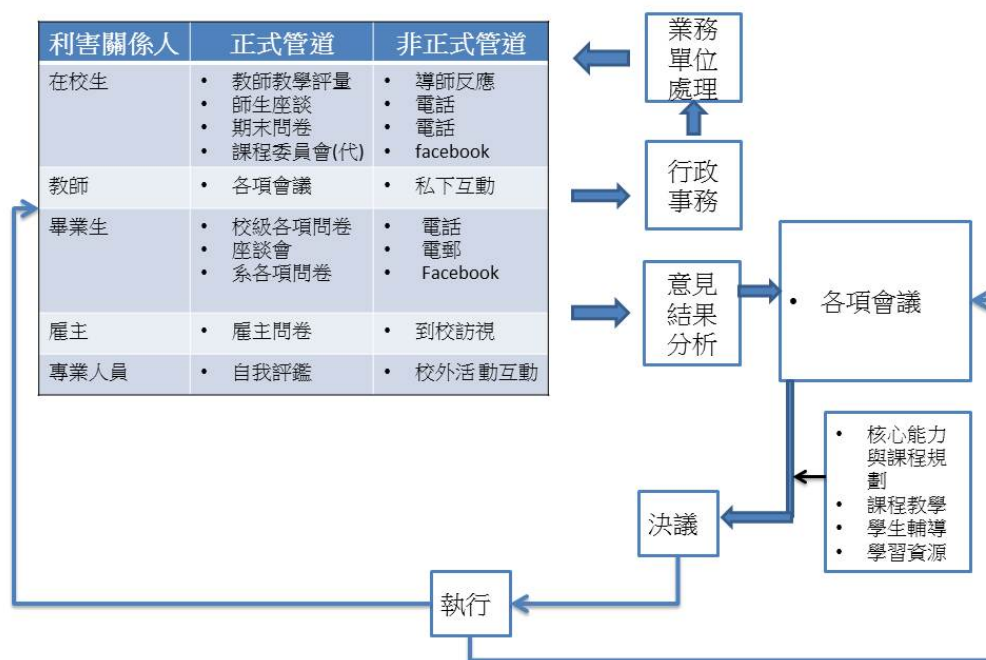 利害關係人 正式管道 非正式管道
在校生
• 教師教學評量
• 師生座談
• 期末問卷
• 課程委員會(代)
• 導師反應
• 電話
• 電話
• facebook
教師
• 各項會議
• 私下互動
畢業生
• 校級各項問卷
• 座談會
• 系各項問卷
• 電話
• 電郵
• Facebook
雇主
• 雇主問卷
• 到校訪視
專業人員
• 自我評鑑
• 校外活動互動
業務
單位
處理
行政
事務
意見
結果
分析
• 各項會議
• 核心能力
與課程規
劃
• 課程教學
• 學生輔導
• 學習資源
決議
執行